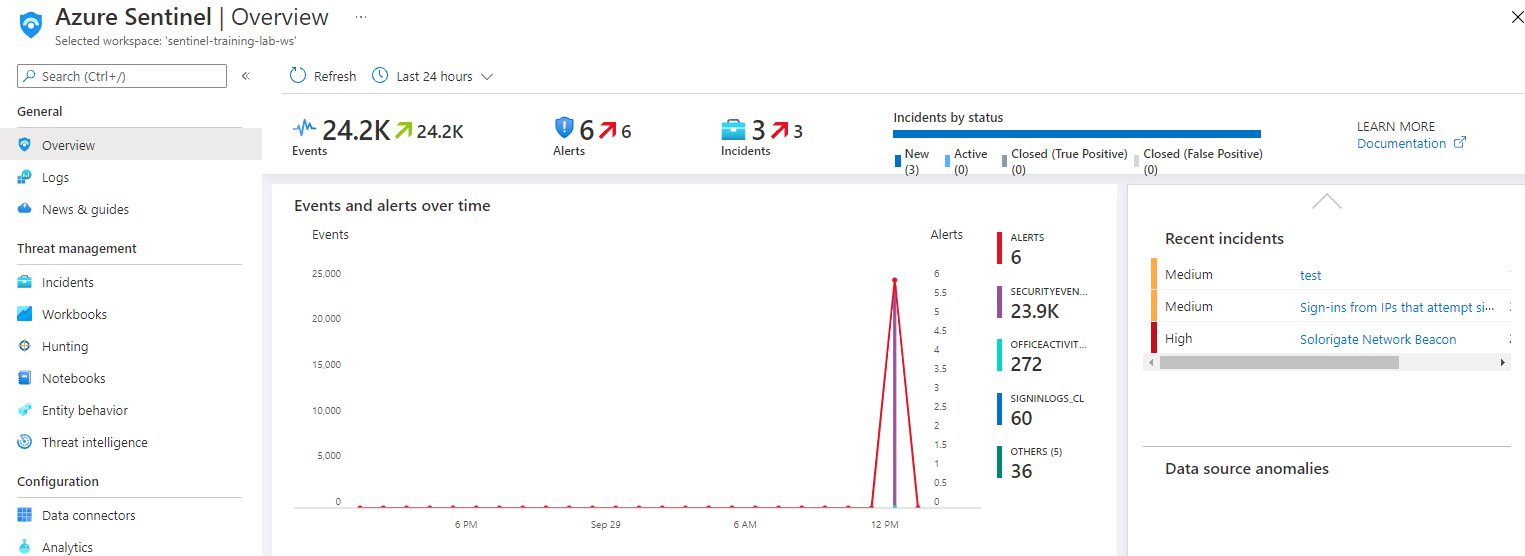 Azure Sentinel | Overview ...
Selected workspace: 'sentinel-training-lab-ws'
Search (Ctrl+/)
«
General
Overview
Logs
News & guides
Threat management
Incidents
Workbooks
Hunting
Notebooks
Entity behavior
Threat intelligence
Configuration
Data connectors
Analytics
Refresh Last 24 hours
24.2K 24.2K
Events
6 6
Alerts
3 3
Incidents
Incidents by status
New (3)
Active (0)
Closed (True Positive) (0)
Closed (False Positive) (0)
LEARN MORE
Documentation
Events and alerts over time
Events
Alerts
25,000
20,000
15,000
10,000
5,000
0
6
5.5
5
4.5
4
3.5
3
2.5
2
1.5
1
0.5
0
6 PM Sep 29 6 AM 12 PM
ALERTS
6
SECURITYEVEN...
23.9K
OFFICEACTIVIT...
272
SIGNINLOGS_CL
60
OTHERS (5)
36
Recent incidents
Medium test
Medium Sign-ins from IPs that attempt si...
High Solorigate Network Beacon
Data source anomalies